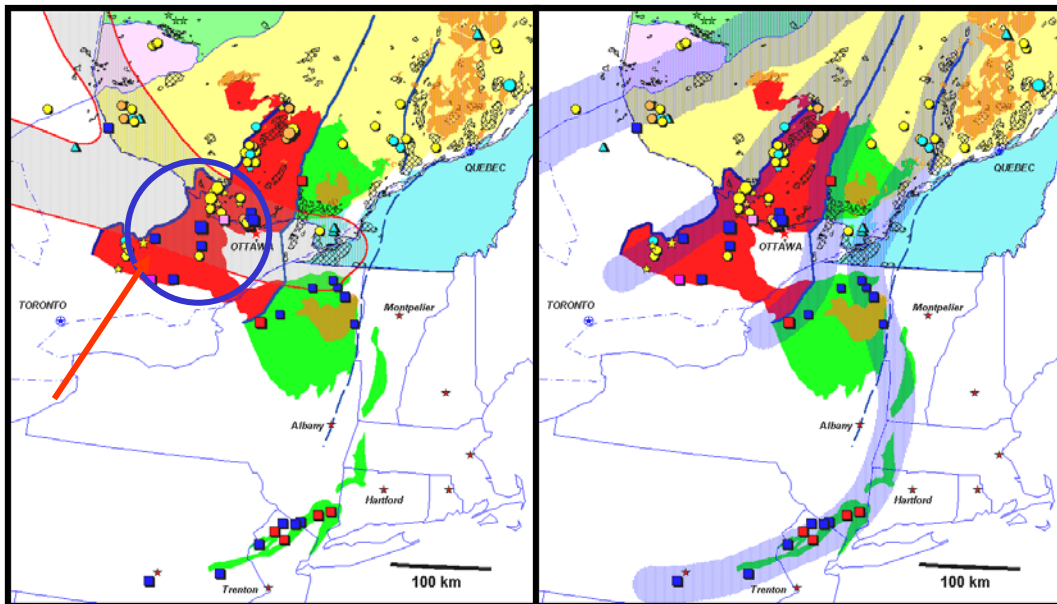 QUEBEC
OTTAWA
TORONTO
Montpelier
Albany
Hartford
Trenton
100 km
QUEBEC
OTTAWA
TORONTO
Montpelier
Albany
Hartford
Trenton
100 km